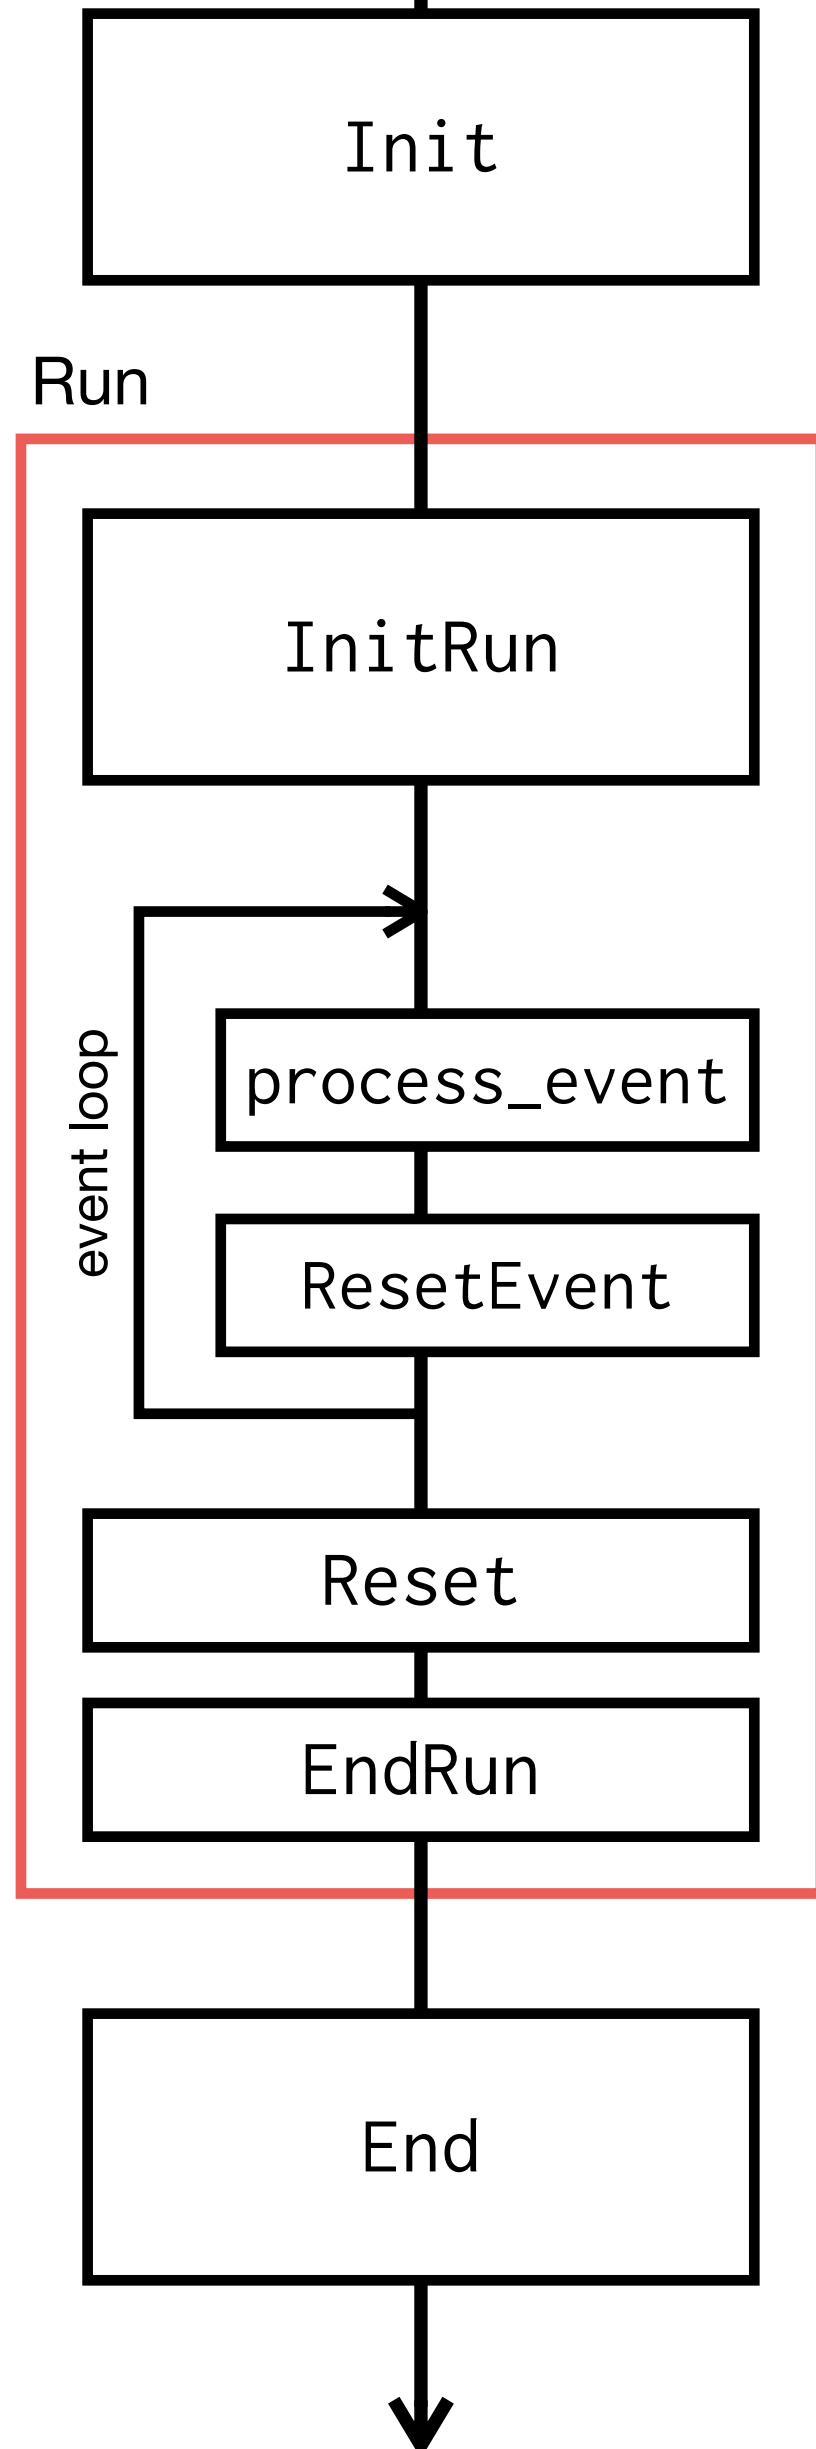 Init
Run
InitRun
event loop
process_event
ResetEvent
Reset
EndRun
End